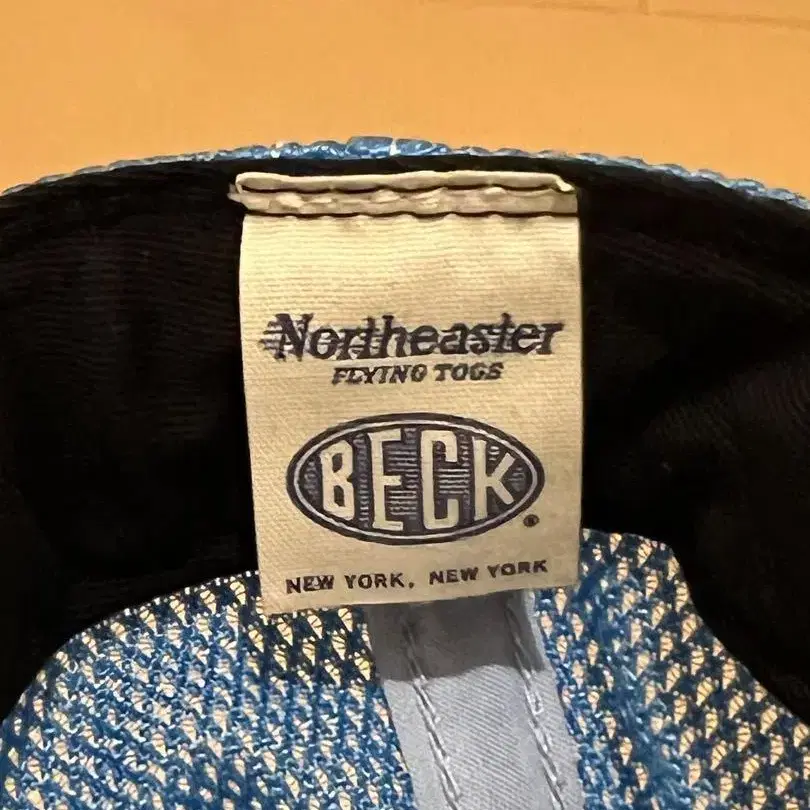 Northeaster
FLYING TOGS
BECK
®
NEW YORK, NEW YORK